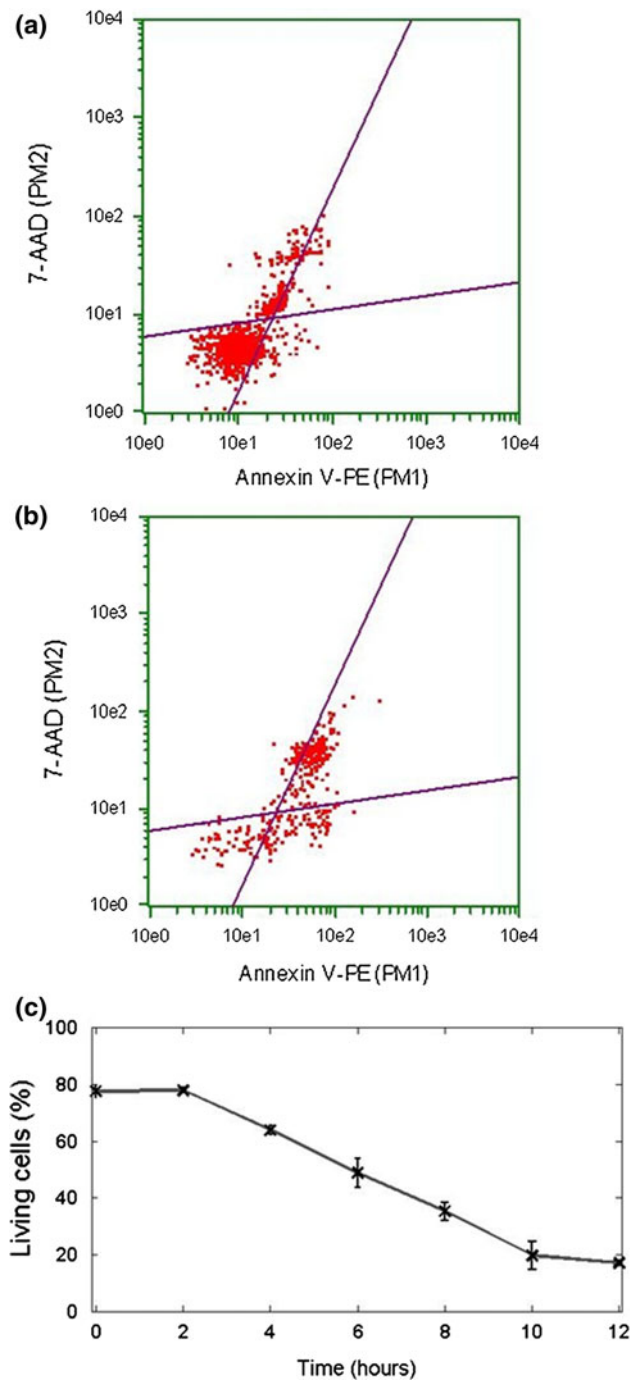 (a)
10e4
10e3
10e2
10e1
10e0
7-AAD (PM2)
10e0 10e1 10e2 10e3 10e4
Annexin V-PE (PM1)
(b)
10e4
10e3
10e2
10e1
10e0
7-AAD (PM2)
10e0 10e1 10e2 10e3 10e4
Annexin V-PE (PM1)
(c)
100
80
60
40
20
0
Living cells (%)
0 2 4 6 8 10 12
Time (hours)